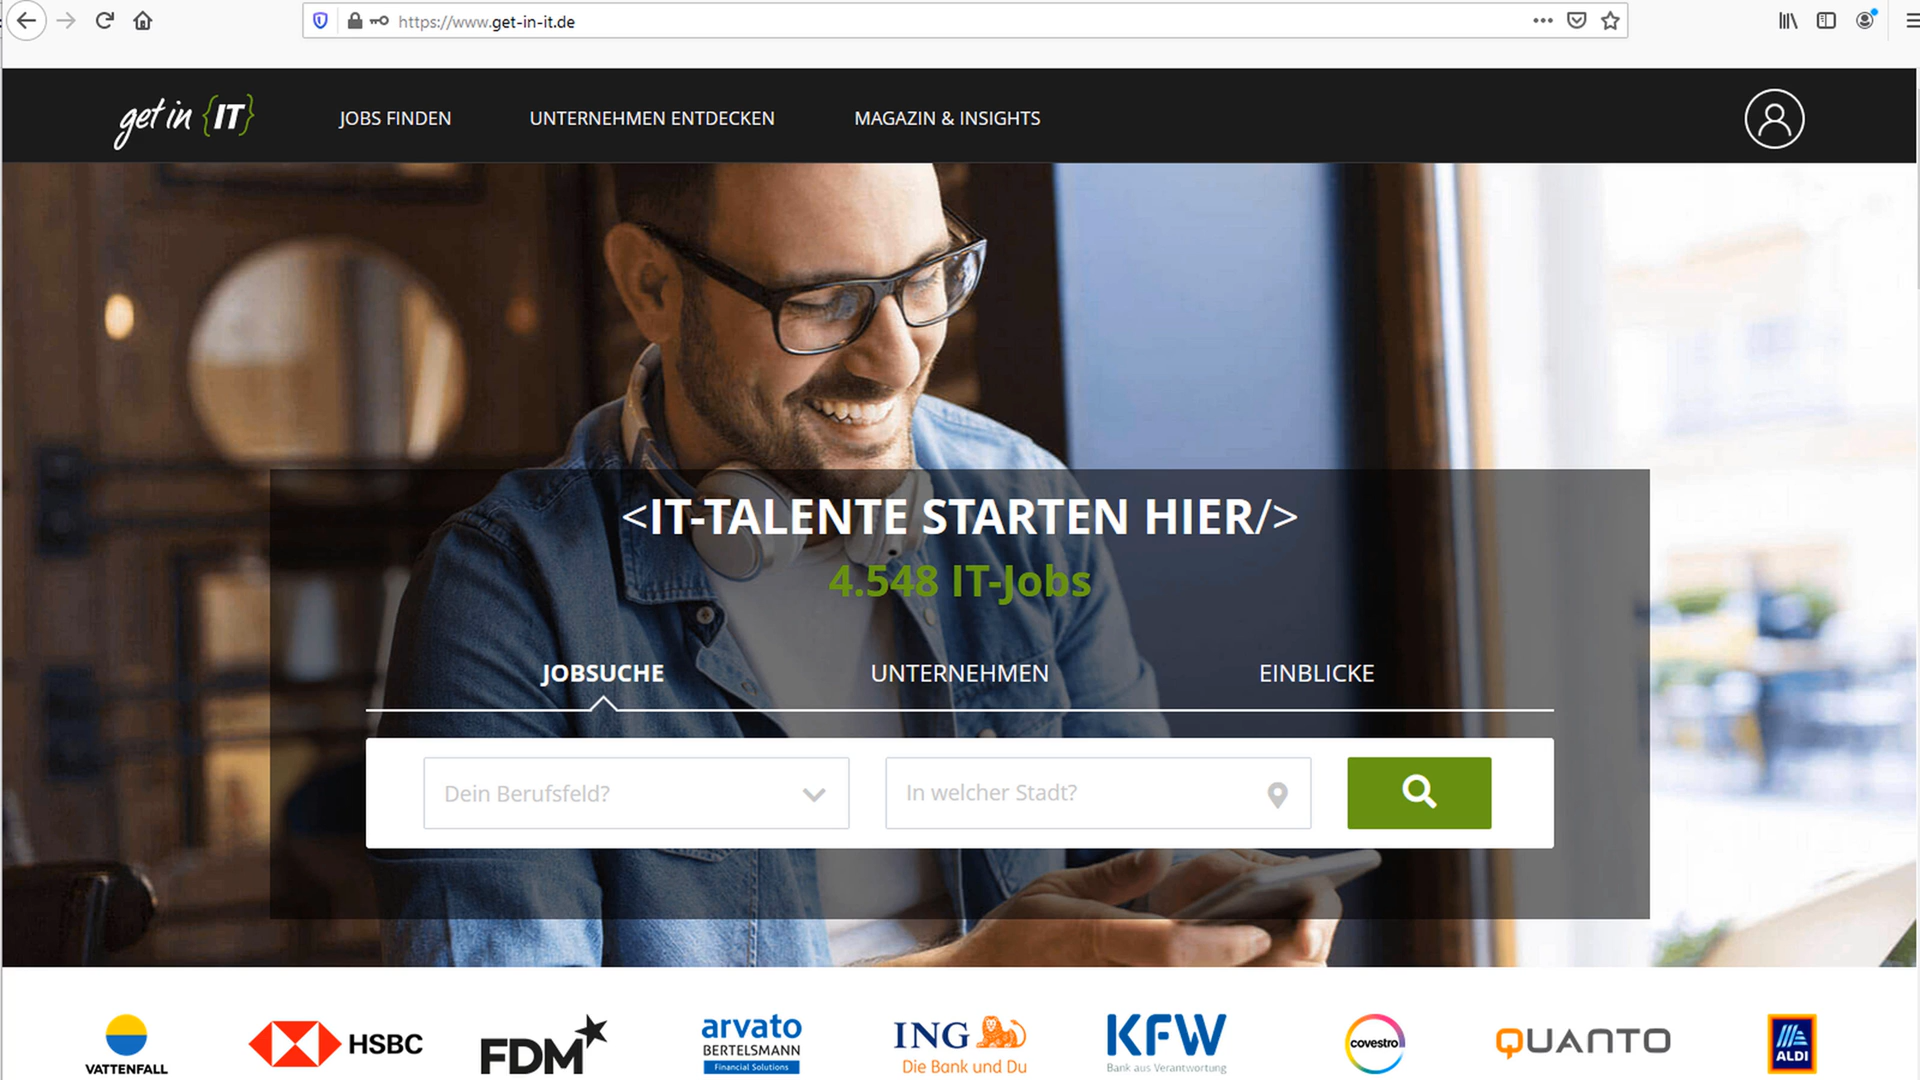 https://www.get-in-it.de
get in {IT}
JOBS FINDEN
UNTERNEHMEN ENTDECKEN
MAGAZIN & INSIGHTS
<IT-TALENTE STARTEN HIER/>
4.548 IT-Jobs
JOBSUCHE
UNTERNEHMEN
EINBLICKE
Dein Berufsfeld?
In welcher Stadt?
VATTENFALL
HSBC
FDM
arvato
BERTELSMANN
Financial Solutions
ING
Die Bank und Du
KFW
Bank aus Verantwortung
covestro
QUANTO
ALDI